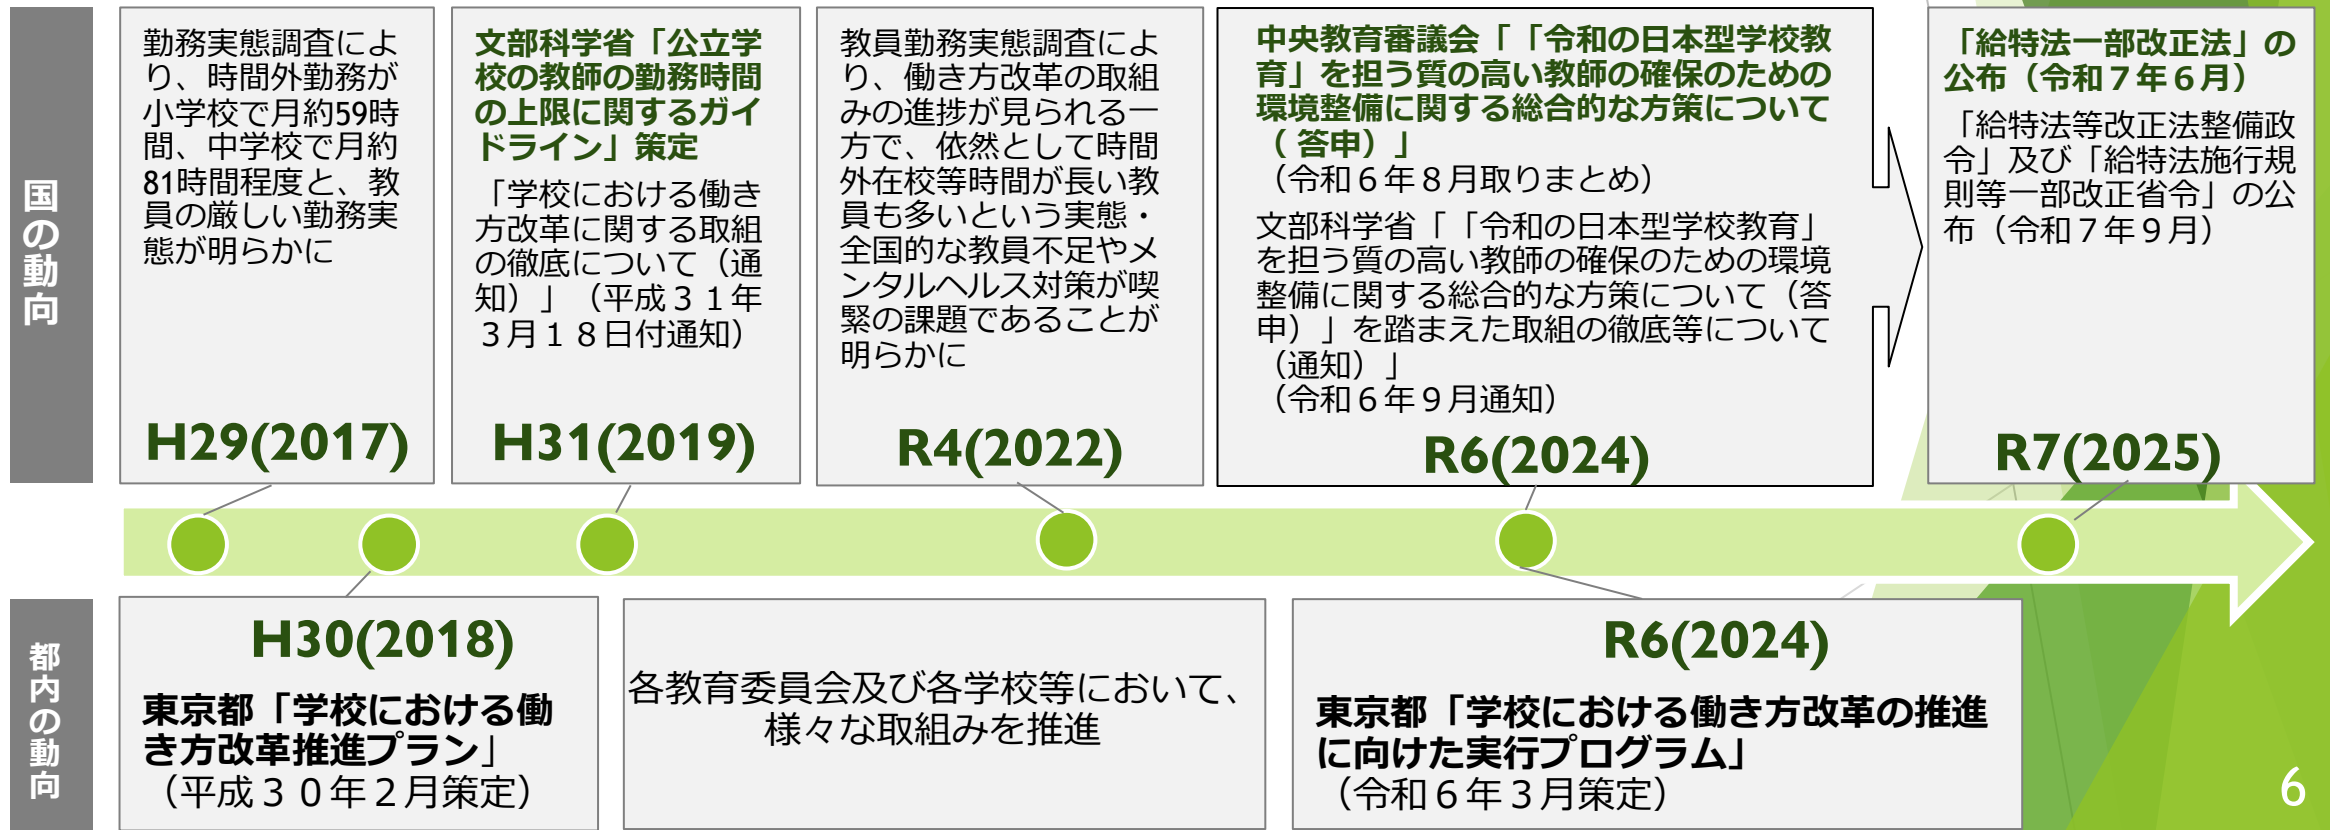 国の動向
勤務実態調査によ
り、時間外勤務が
小学校で月約59時
間、中学校で月約
81時間程度と、教
員の厳しい勤務実
態が明らかに
H29(2017)
文部科学省「公立学
校の教師の勤務時間
の上限に関するガイ
ドライン」策定
「学校における働き
方改革に関する取組
の徹底について（通
知）」（平成３１年
３月１８日付通知）
H31(2019)
教員勤務実態調査によ
り、働き方改革の取組
みの進捗が見られる一
方で、依然として時間
外在校等時間が長い教
員も多いという実態・
全国的な教員不足やメ
ンタルヘルス対策が喫
緊の課題であることが
明らかに
R4(2022)
中央教育審議会「「令和の日本型学校教
育」を担う質の高い教師の確保のための
環境整備に関する総合的な方策について
（ 答申）」
（令和６年８月取りまとめ）
文部科学省「「令和の日本型学校教育」
を担う質の高い教師の確保のための環境
整備に関する総合的な方策について（答
申）」を踏まえた取組の徹底等について
（通知）」
（令和６年９月通知）
R6(2024)
「給特法一部改正法」の
公布（令和７年６月）
「給特法等改正法整備政
令」及び「給特法施行規
則等一部改正省令」の公
布（令和７年９月）
R7(2025)
都内の動向
H30(2018)
東京都「学校における働
き方改革推進プラン」
（平成３０年２月策定）
各教育委員会及び各学校等において、
様々な取組みを推進
R6(2024)
東京都「学校における働き方改革の推進
に向けた実行プログラム」
（令和６年３月策定）
6